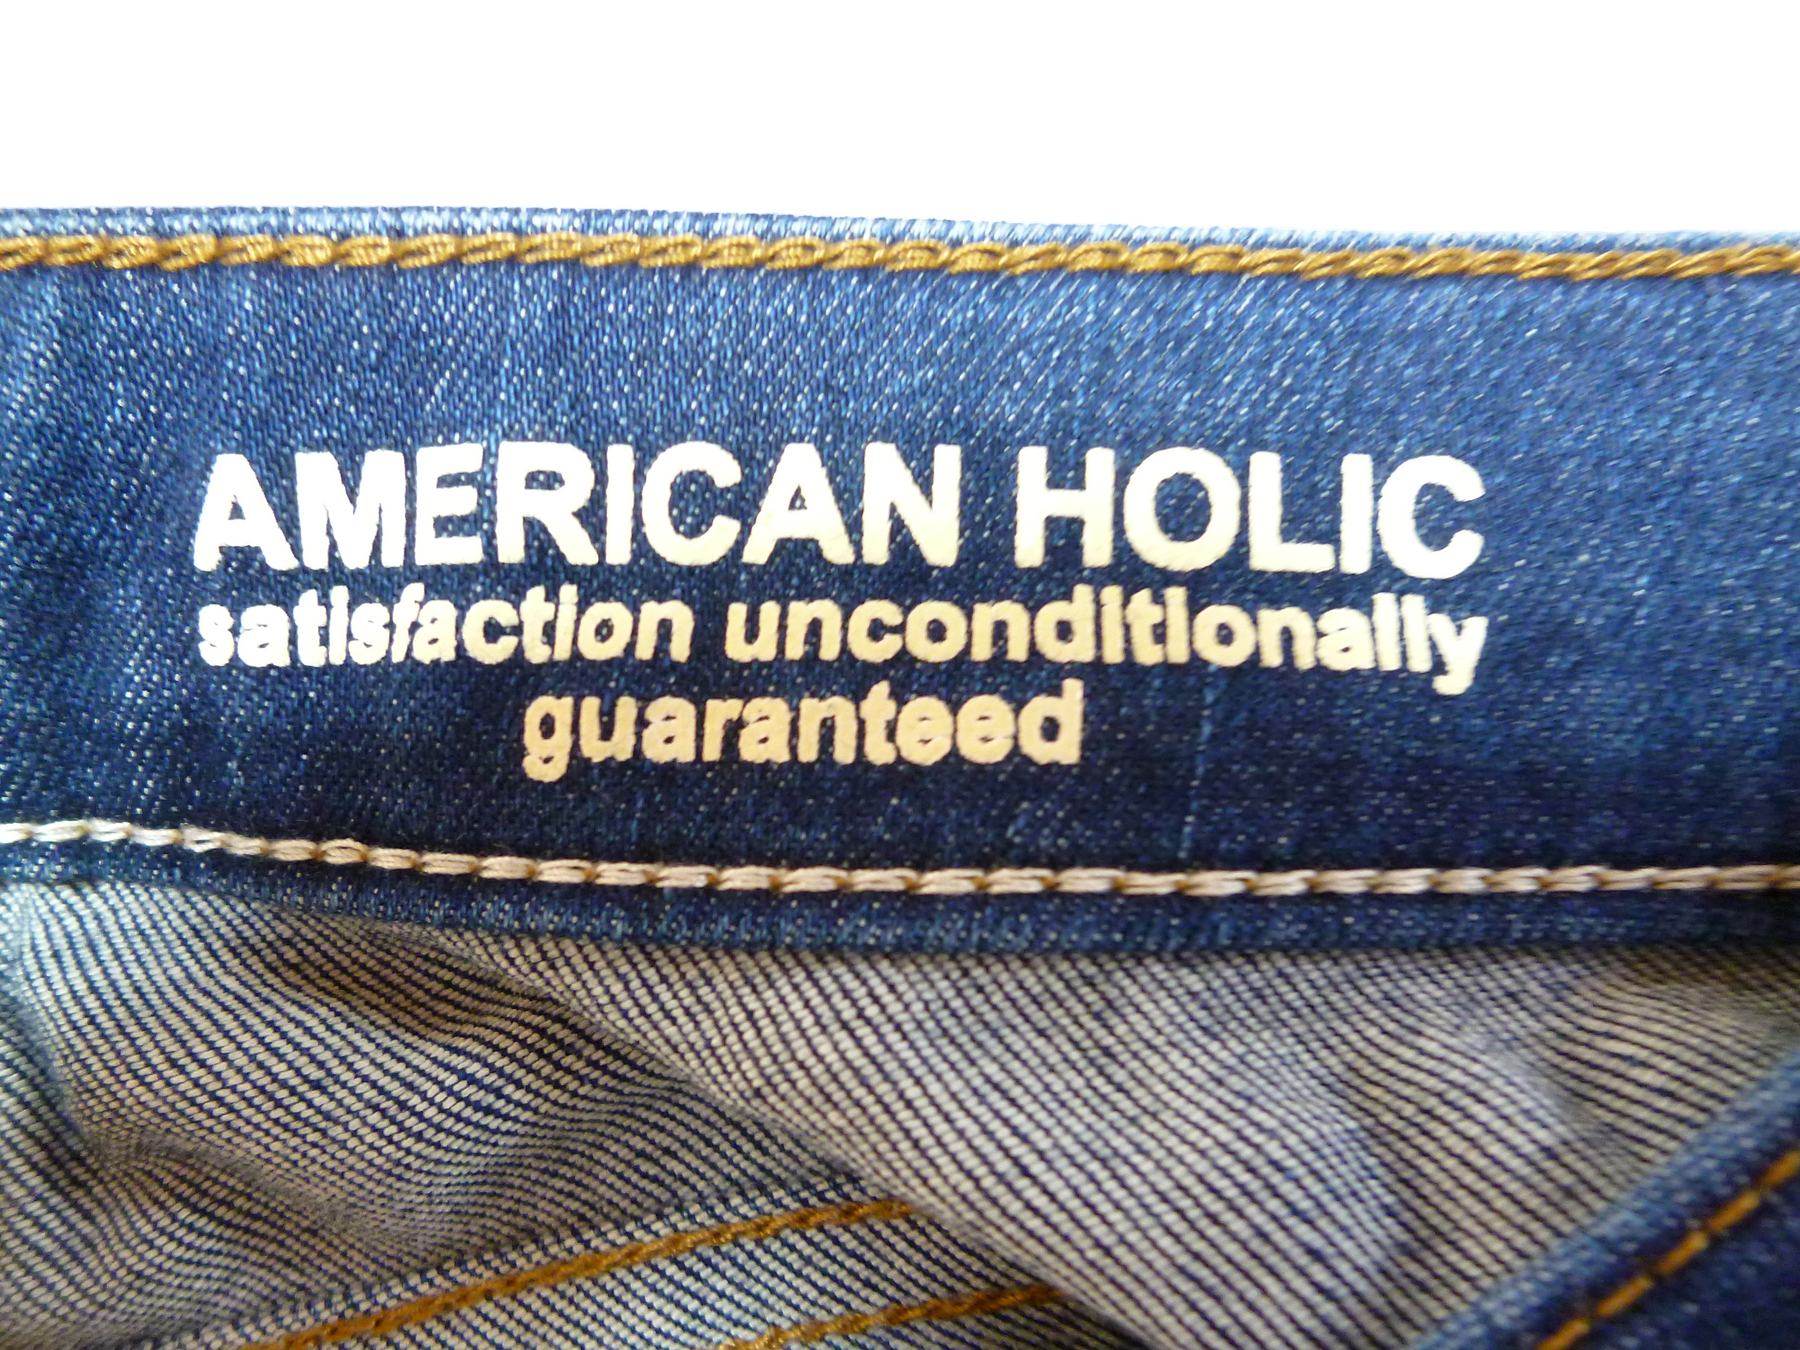 AMERICAN HOLIC
satisfaction unconditionally
guaranteed